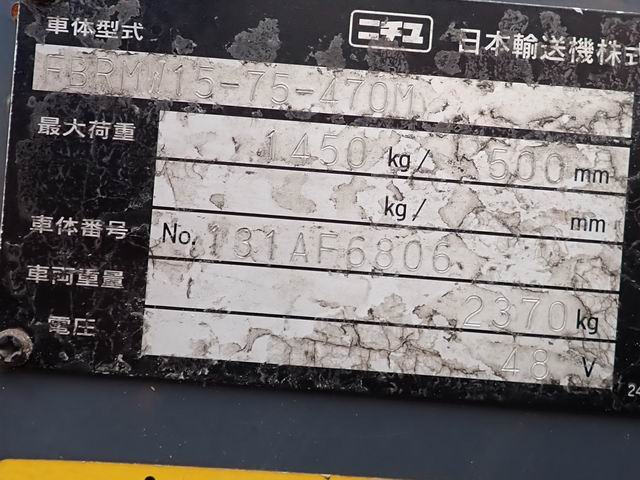 車体型式 ニチユ 日本輸送機株式
FBRMW15-75-470M
最大荷重 1450 kg/ 500 mm
kg/ mm
車体番号 No. 131AF6806
車両重量 2370 kg
電圧 48 V
24